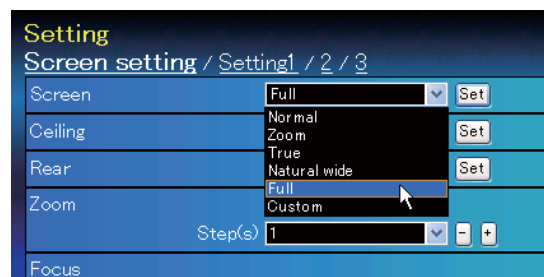 Setting
Screen setting / Setting1 / 2 / 3
Screen Full Set
Normal
Ceiling Zoom Set
True
Rear Natural wide Set
Full
Zoom Custom
Step(s) 1 - +
Focus